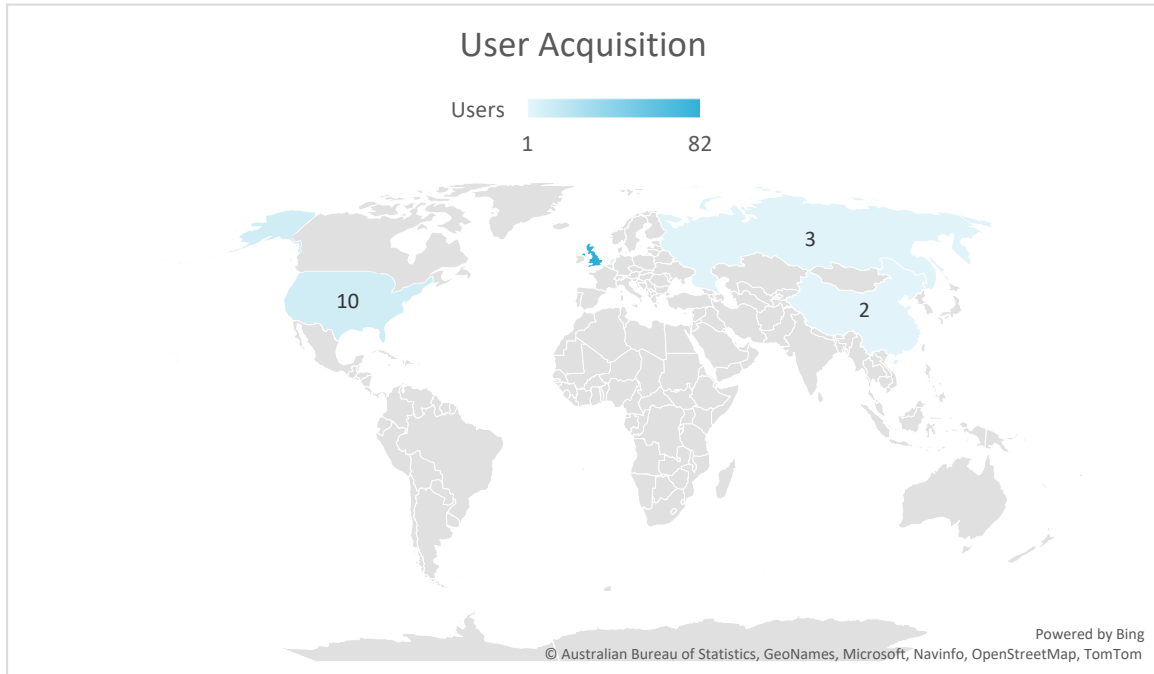 User Acquisition
Users
1 82
3
10
2
Powered by Bing
© Australian Bureau of Statistics, GeoNames, Microsoft, Navinfo, OpenStreetMap, TomTom